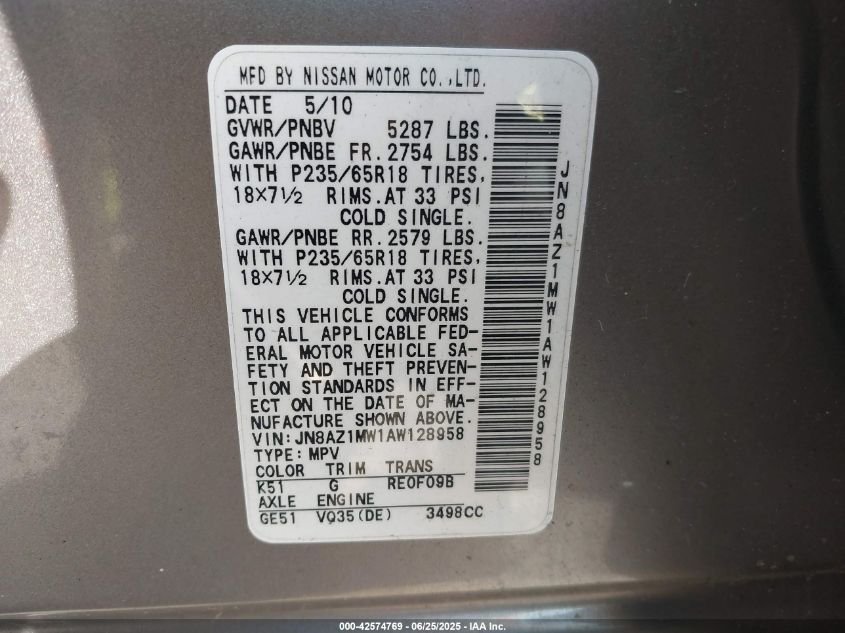 MFD BY NISSAN MOTOR CO.,LTD.
DATE 5/10
GVWR/PNBV 5287 LBS.
GAWR/PNBE FR. 2754 LBS.
WITH P235/65R18 TIRES,
18×7½ RIMS.AT 33 PSI
COLD SINGLE.
GAWR/PNBE RR. 2579 LBS.
WITH P235/65R18 TIRES,
18×7½ RIMS.AT 33 PSI
COLD SINGLE.
THIS VEHICLE CONFORMS
TO ALL APPLICABLE FED-
ERAL MOTOR VEHICLE SA-
FETY AND THEFT PREVEN-
TION STANDARDS IN EFF-
ECT ON THE DATE OF MA-
NUFACTURE SHOWN ABOVE.
VIN:JN8AZ1MW1AW128958
TYPE:MPV
COLOR TRIM TRANS
K51 G RE0F09B
AXLE ENGINE
GE51 VQ35(DE) 3498CC
JN8AZ1MW1AW128958
000-42574769 - 06/25/2025 - IAA Inc.